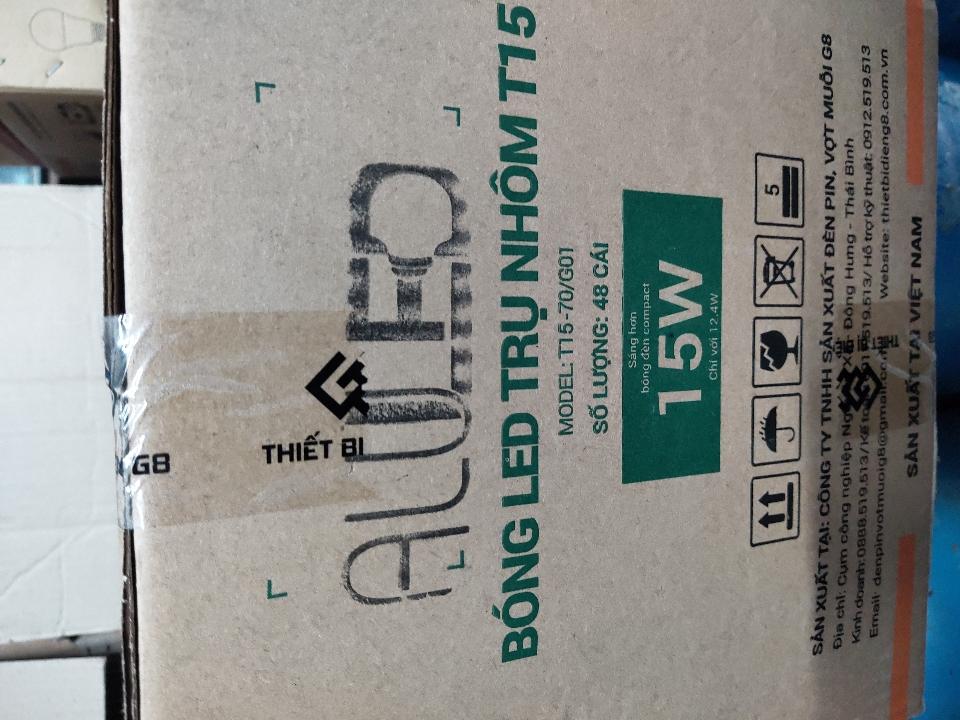 G8
THIẾT BỊ
ALULED
BÓNG LED TRỤ NHÔM T15
MODEL: T15-70/G01
SỐ LƯỢNG: 48 CÁI
Sáng hơn
bóng đèn compact
15W
Chỉ với 12.4W
5
SẢN XUẤT TẠI: CÔNG TY TNHH SẢN XUẤT ĐÈN PIN, VỢT MUỖI G8
Địa chỉ: Cụm công nghiệp Đông Hưng - Thái Bình
Kinh doanh:0888.519.513/ Hỗ trợ kỹ thuật: 0912.519.513
Email: denpinvotmuoig8@gmail Website: thietbidieng8.com.vn
SẢN XUẤT TẠI VIỆT NAM